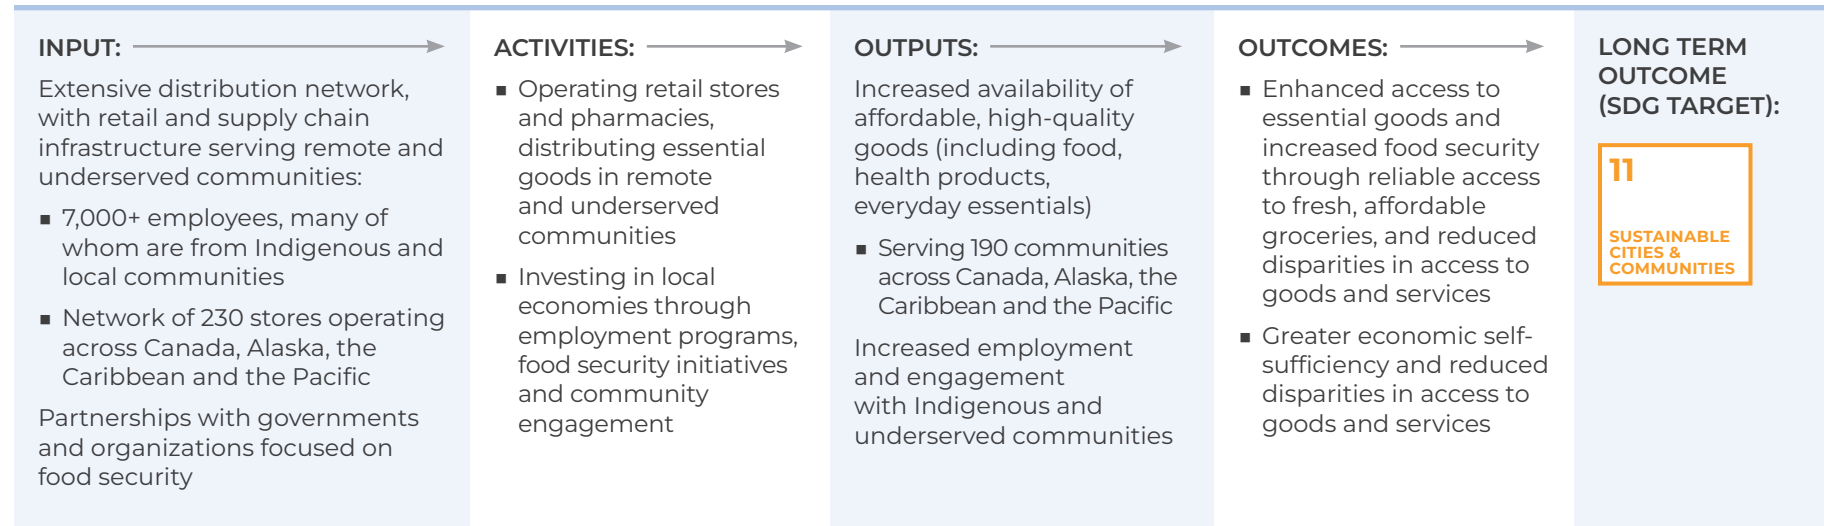 INPUT:
Extensive distribution network,
with retail and supply chain
infrastructure serving remote and
underserved communities:
▪ 7,000+ employees, many of
whom are from Indigenous and
local communities
▪ Network of 230 stores operating
across Canada, Alaska, the
Caribbean and the Pacific
Partnerships with governments
and organizations focused on
food security
ACTIVITIES:
▪ Operating retail stores
and pharmacies,
distributing essential
goods in remote
and underserved
communities
▪ Investing in local
economies through
employment programs,
food security initiatives
and community
engagement
OUTPUTS:
Increased availability of
affordable, high-quality
goods (including food,
health products,
everyday essentials)
▪ Serving 190 communities
across Canada, Alaska, the
Caribbean and the Pacific
Increased employment
and engagement
with Indigenous and
underserved communities
OUTCOMES:
▪ Enhanced access to
essential goods and
increased food security
through reliable access
to fresh, affordable
groceries, and reduced
disparities in access to
goods and services
▪ Greater economic self-
sufficiency and reduced
disparities in access to
goods and services
LONG TERM
OUTCOME
(SDG TARGET):
11
SUSTAINABLE
CITIES &
COMMUNITIES